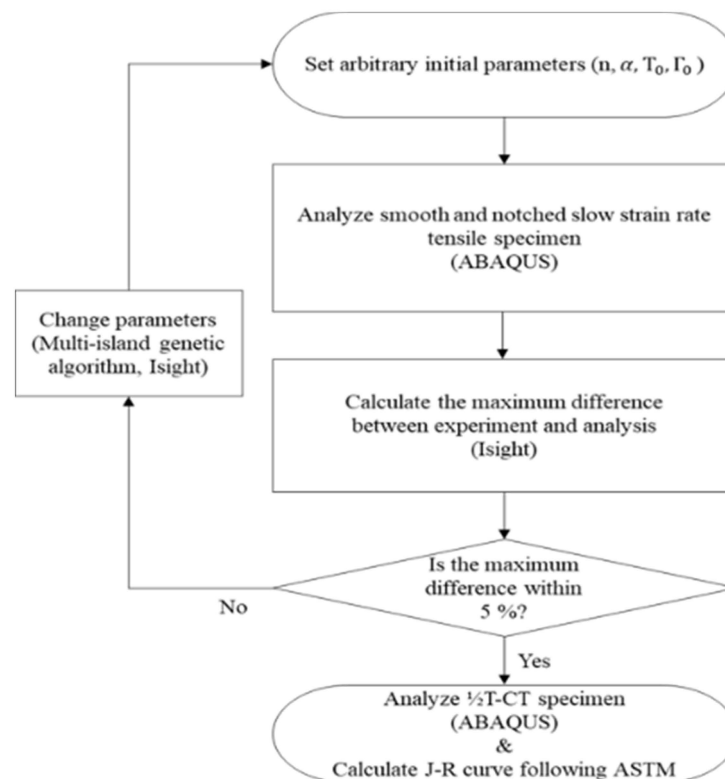 Set arbitrary initial parameters (n, α, T₀, Γ₀ )
Analyze smooth and notched slow strain rate
tensile specimen
(ABAQUS)
Change parameters
(Multi-island genetic
algorithm, Isight)
Calculate the maximum difference
between experiment and analysis
(Isight)
Is the maximum
difference within
5 %?
No
Yes
Analyze ½T-CT specimen
(ABAQUS)
&
Calculate J-R curve following ASTM